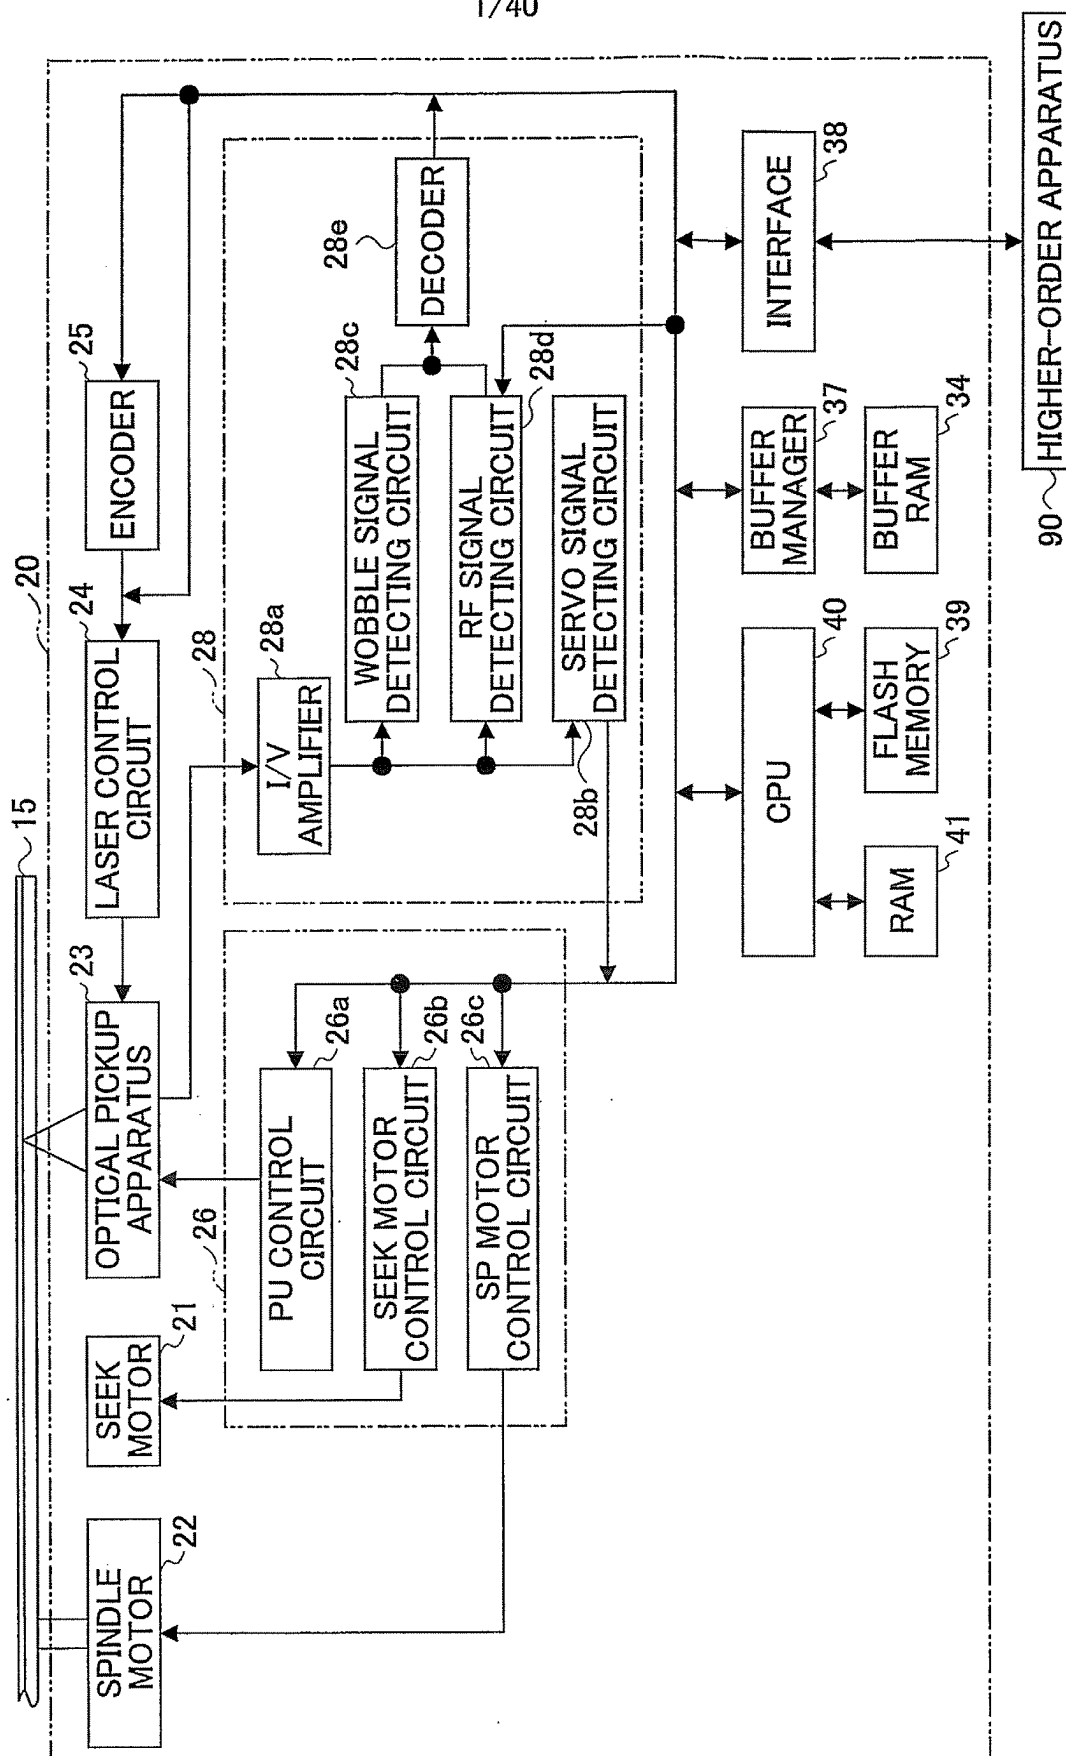 1/40
15
20
SPINDLE
MOTOR
22
SEEK
MOTOR
21
OPTICAL PICKUP
APPARATUS
23
LASER CONTROL
CIRCUIT
24
ENCODER
25
26
PU CONTROL
CIRCUIT
26a
SEEK MOTOR
CONTROL CIRCUIT
26b
SP MOTOR
CONTROL CIRCUIT
26c
28
I/V
AMPLIFIER
28a
WOBBLE SIGNAL
DETECTING CIRCUIT
28c
RF SIGNAL
DETECTING CIRCUIT
28d
SERVO SIGNAL
DETECTING CIRCUIT
28b
DECODER
28e
CPU
40
BUFFER
MANAGER
37
INTERFACE
38
RAM
41
FLASH
MEMORY
39
BUFFER
RAM
34
90
HIGHER-ORDER APPARATUS